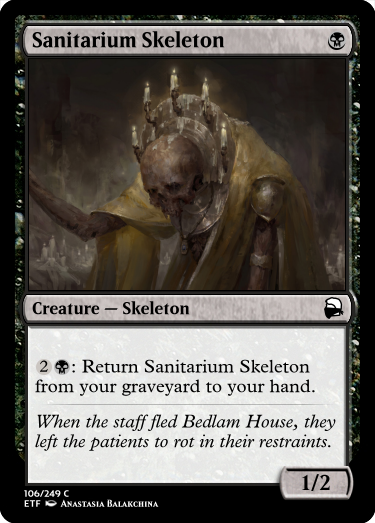 Sanitarium Skeleton
Creature — Skeleton
2 : Return Sanitarium Skeleton
from your graveyard to your hand.
When the staff fled Bedlam House, they
left the patients to rot in their restraints.
1/2
106/249 C
ETF Anastasia Balakchina